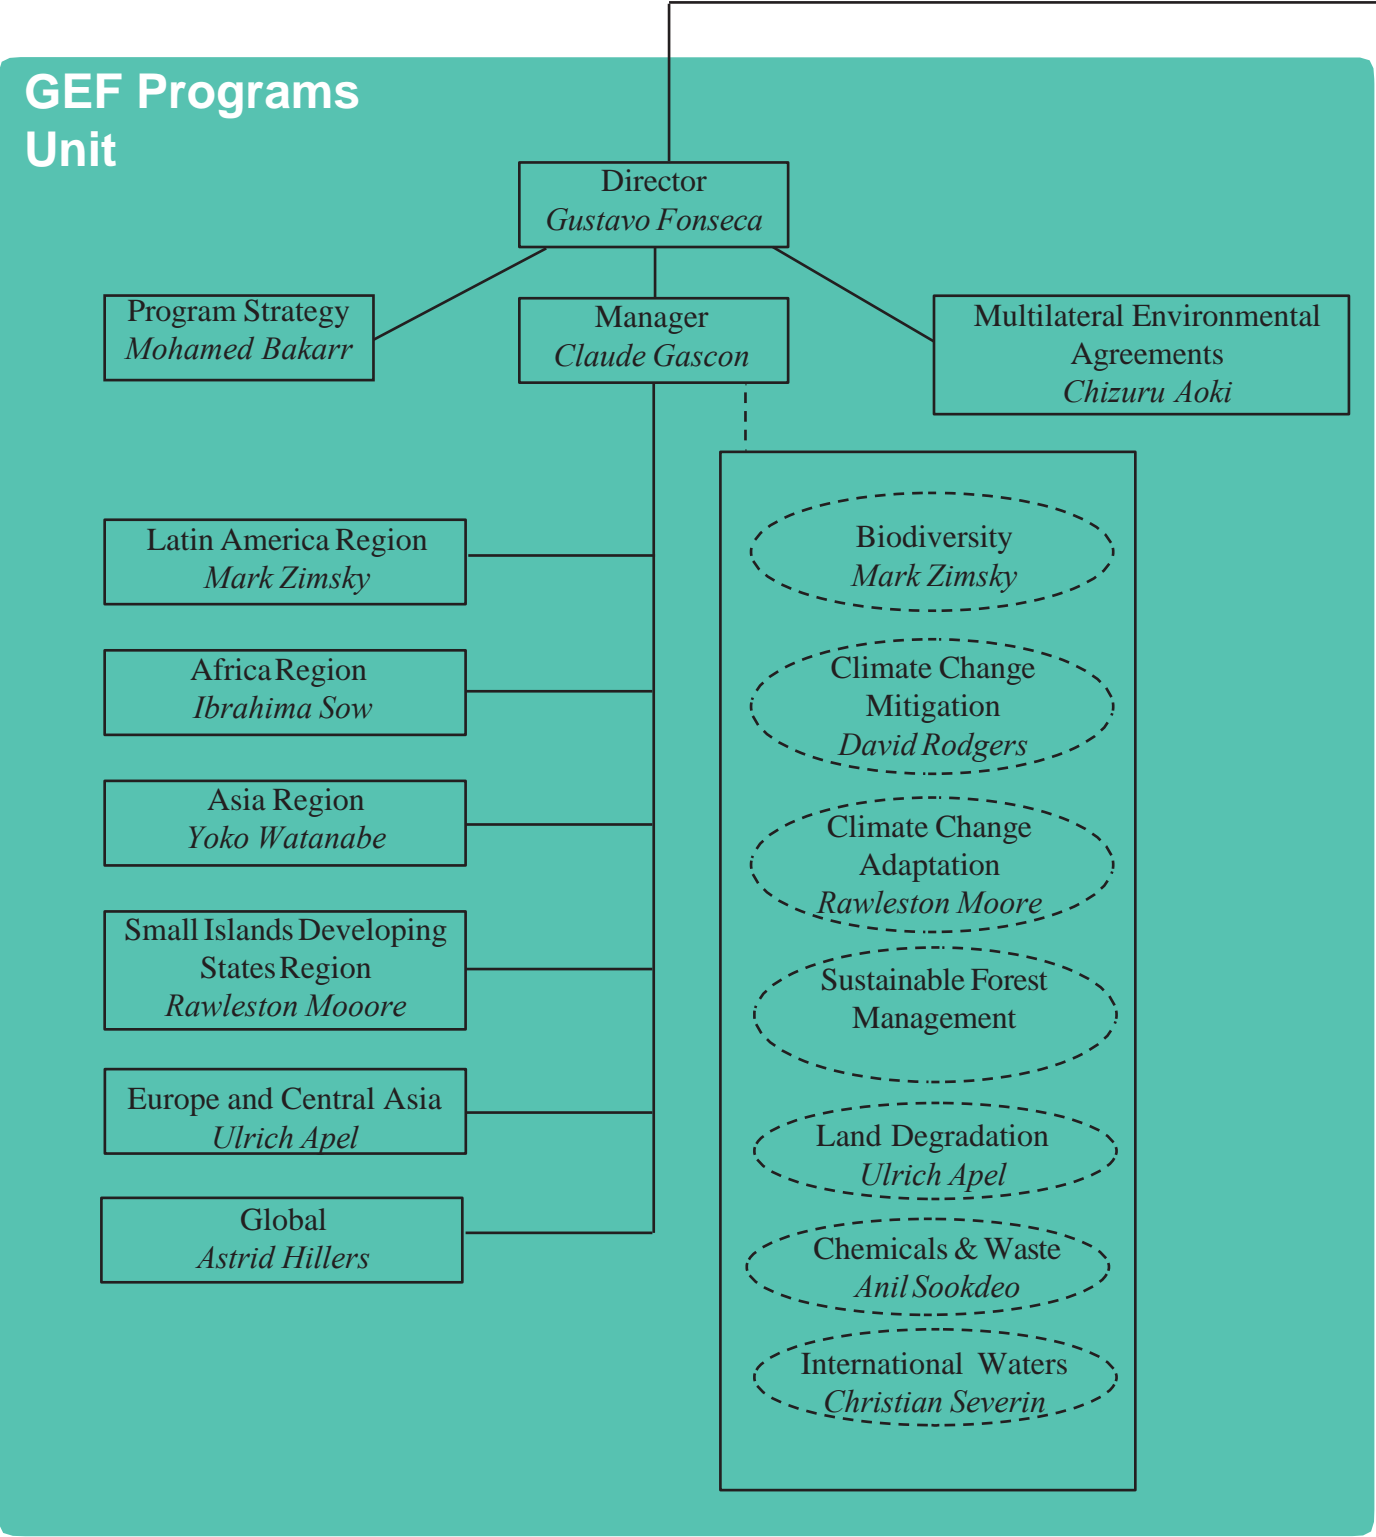 GEF Programs
Unit
Director
Gustavo Fonseca
Program Strategy
Mohamed Bakarr
Manager
Claude Gascon
Multilateral Environmental
Agreements
Chizuru Aoki
Latin America Region
Mark Zimsky
Africa Region
Ibrahima Sow
Asia Region
Yoko Watanabe
Small Islands Developing
States Region
Rawleston Mooore
Europe and Central Asia
Ulrich Apel
Global
Astrid Hillers
Biodiversity
Mark Zimsky
Climate Change
Mitigation
David Rodgers
Climate Change
Adaptation
Rawleston Moore
Sustainable Forest
Management
Land Degradation
Ulrich Apel
Chemicals & Waste
Anil Sookdeo
International Waters
Christian Severin